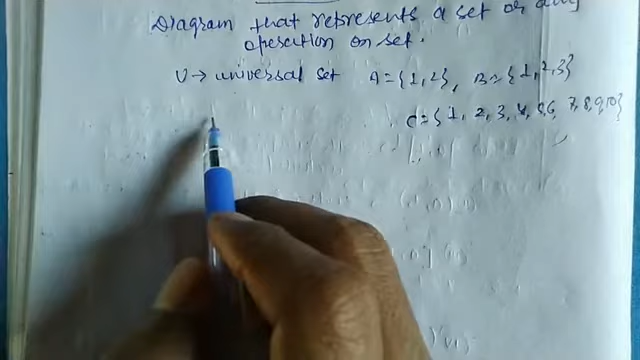 Diagram that represents a set or any
operation on set.
U → universal set A = {1, 2}, B = {1, 2, 3}
C = {1, 2, 3, 4, 5, 6, 7, 8, 9, 10}